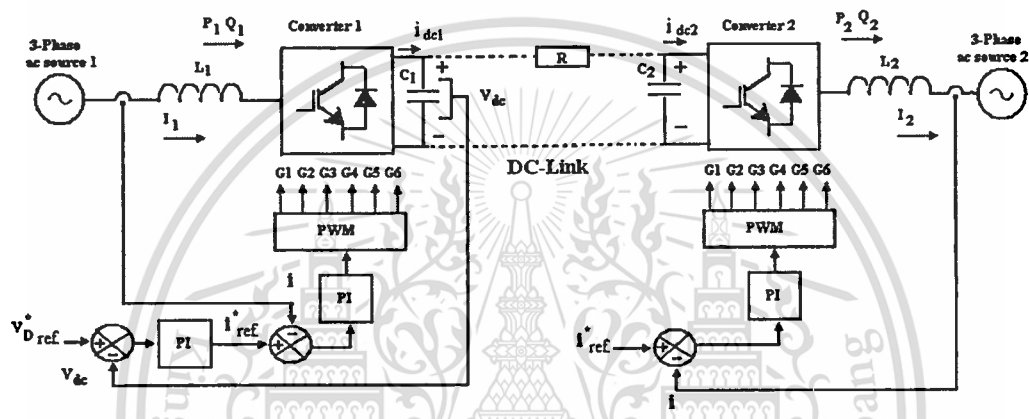 P1 Q1
Converter 1
idc1
idc2
Converter 2
P2 Q2
3-Phase
ac source 1
L1
C1
+
R
C2
+
L2
3-Phase
ac source 2
I1
Vdc
I2
−
−
DC-Link
G1 G2 G3 G4 G5 G6
G1 G2 G3 G4 G5 G6
PWM
PWM
i
PI
PI
V*D ref.
+
−
PI
i*ref.
+
−
i*ref.
+
−
Vdc
i